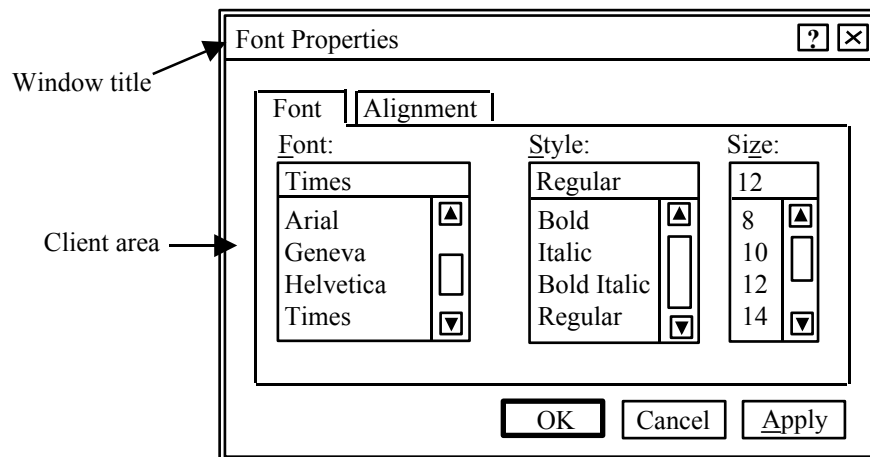 Font Properties ? ×
Window title
Font Alignment
Font: Style: Size:
Times Regular 12
Arial Bold 8
Client area
Geneva Italic 10
Helvetica Bold Italic 12
Times Regular 14
OK Cancel Apply